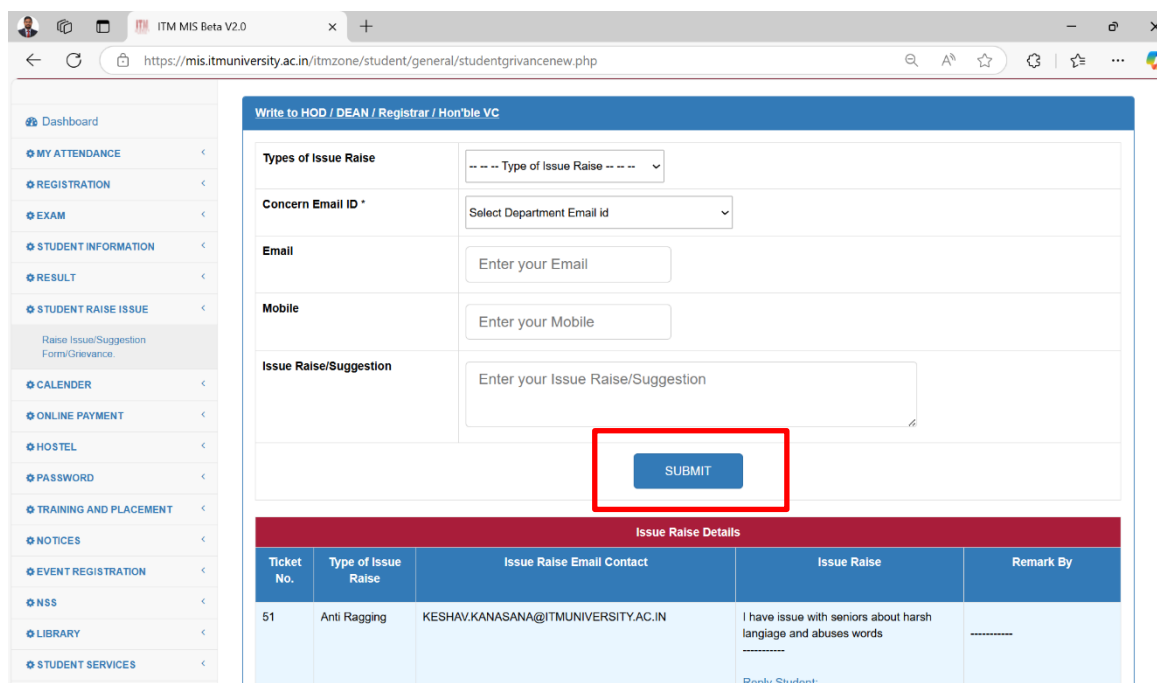 ITM MIS Beta V2.0
https://mis.itmuniversity.ac.in/itmzone/student/general/studentgrivancenew.php
Dashboard
MY ATTENDANCE
REGISTRATION
EXAM
STUDENT INFORMATION
RESULT
STUDENT RAISE ISSUE
Raise Issue/Suggestion
Form/Grievance.
CALENDER
ONLINE PAYMENT
HOSTEL
PASSWORD
TRAINING AND PLACEMENT
NOTICES
EVENT REGISTRATION
NSS
LIBRARY
STUDENT SERVICES
Write to HOD / DEAN / Registrar / Hon'ble VC
Types of Issue Raise
-- -- -- Type of Issue Raise -- -- --
Concern Email ID *
Select Department Email id
Email
Enter your Email
Mobile
Enter your Mobile
Issue Raise/Suggestion
Enter your Issue Raise/Suggestion
SUBMIT
Issue Raise Details
Ticket No. Type of Issue Raise Issue Raise Email Contact Issue Raise Remark By
51 Anti Ragging KESHAV.KANASANA@ITMUNIVERSITY.AC.IN I have issue with seniors about harsh
langiage and abuses words
-----------
-----------
Reply Student: